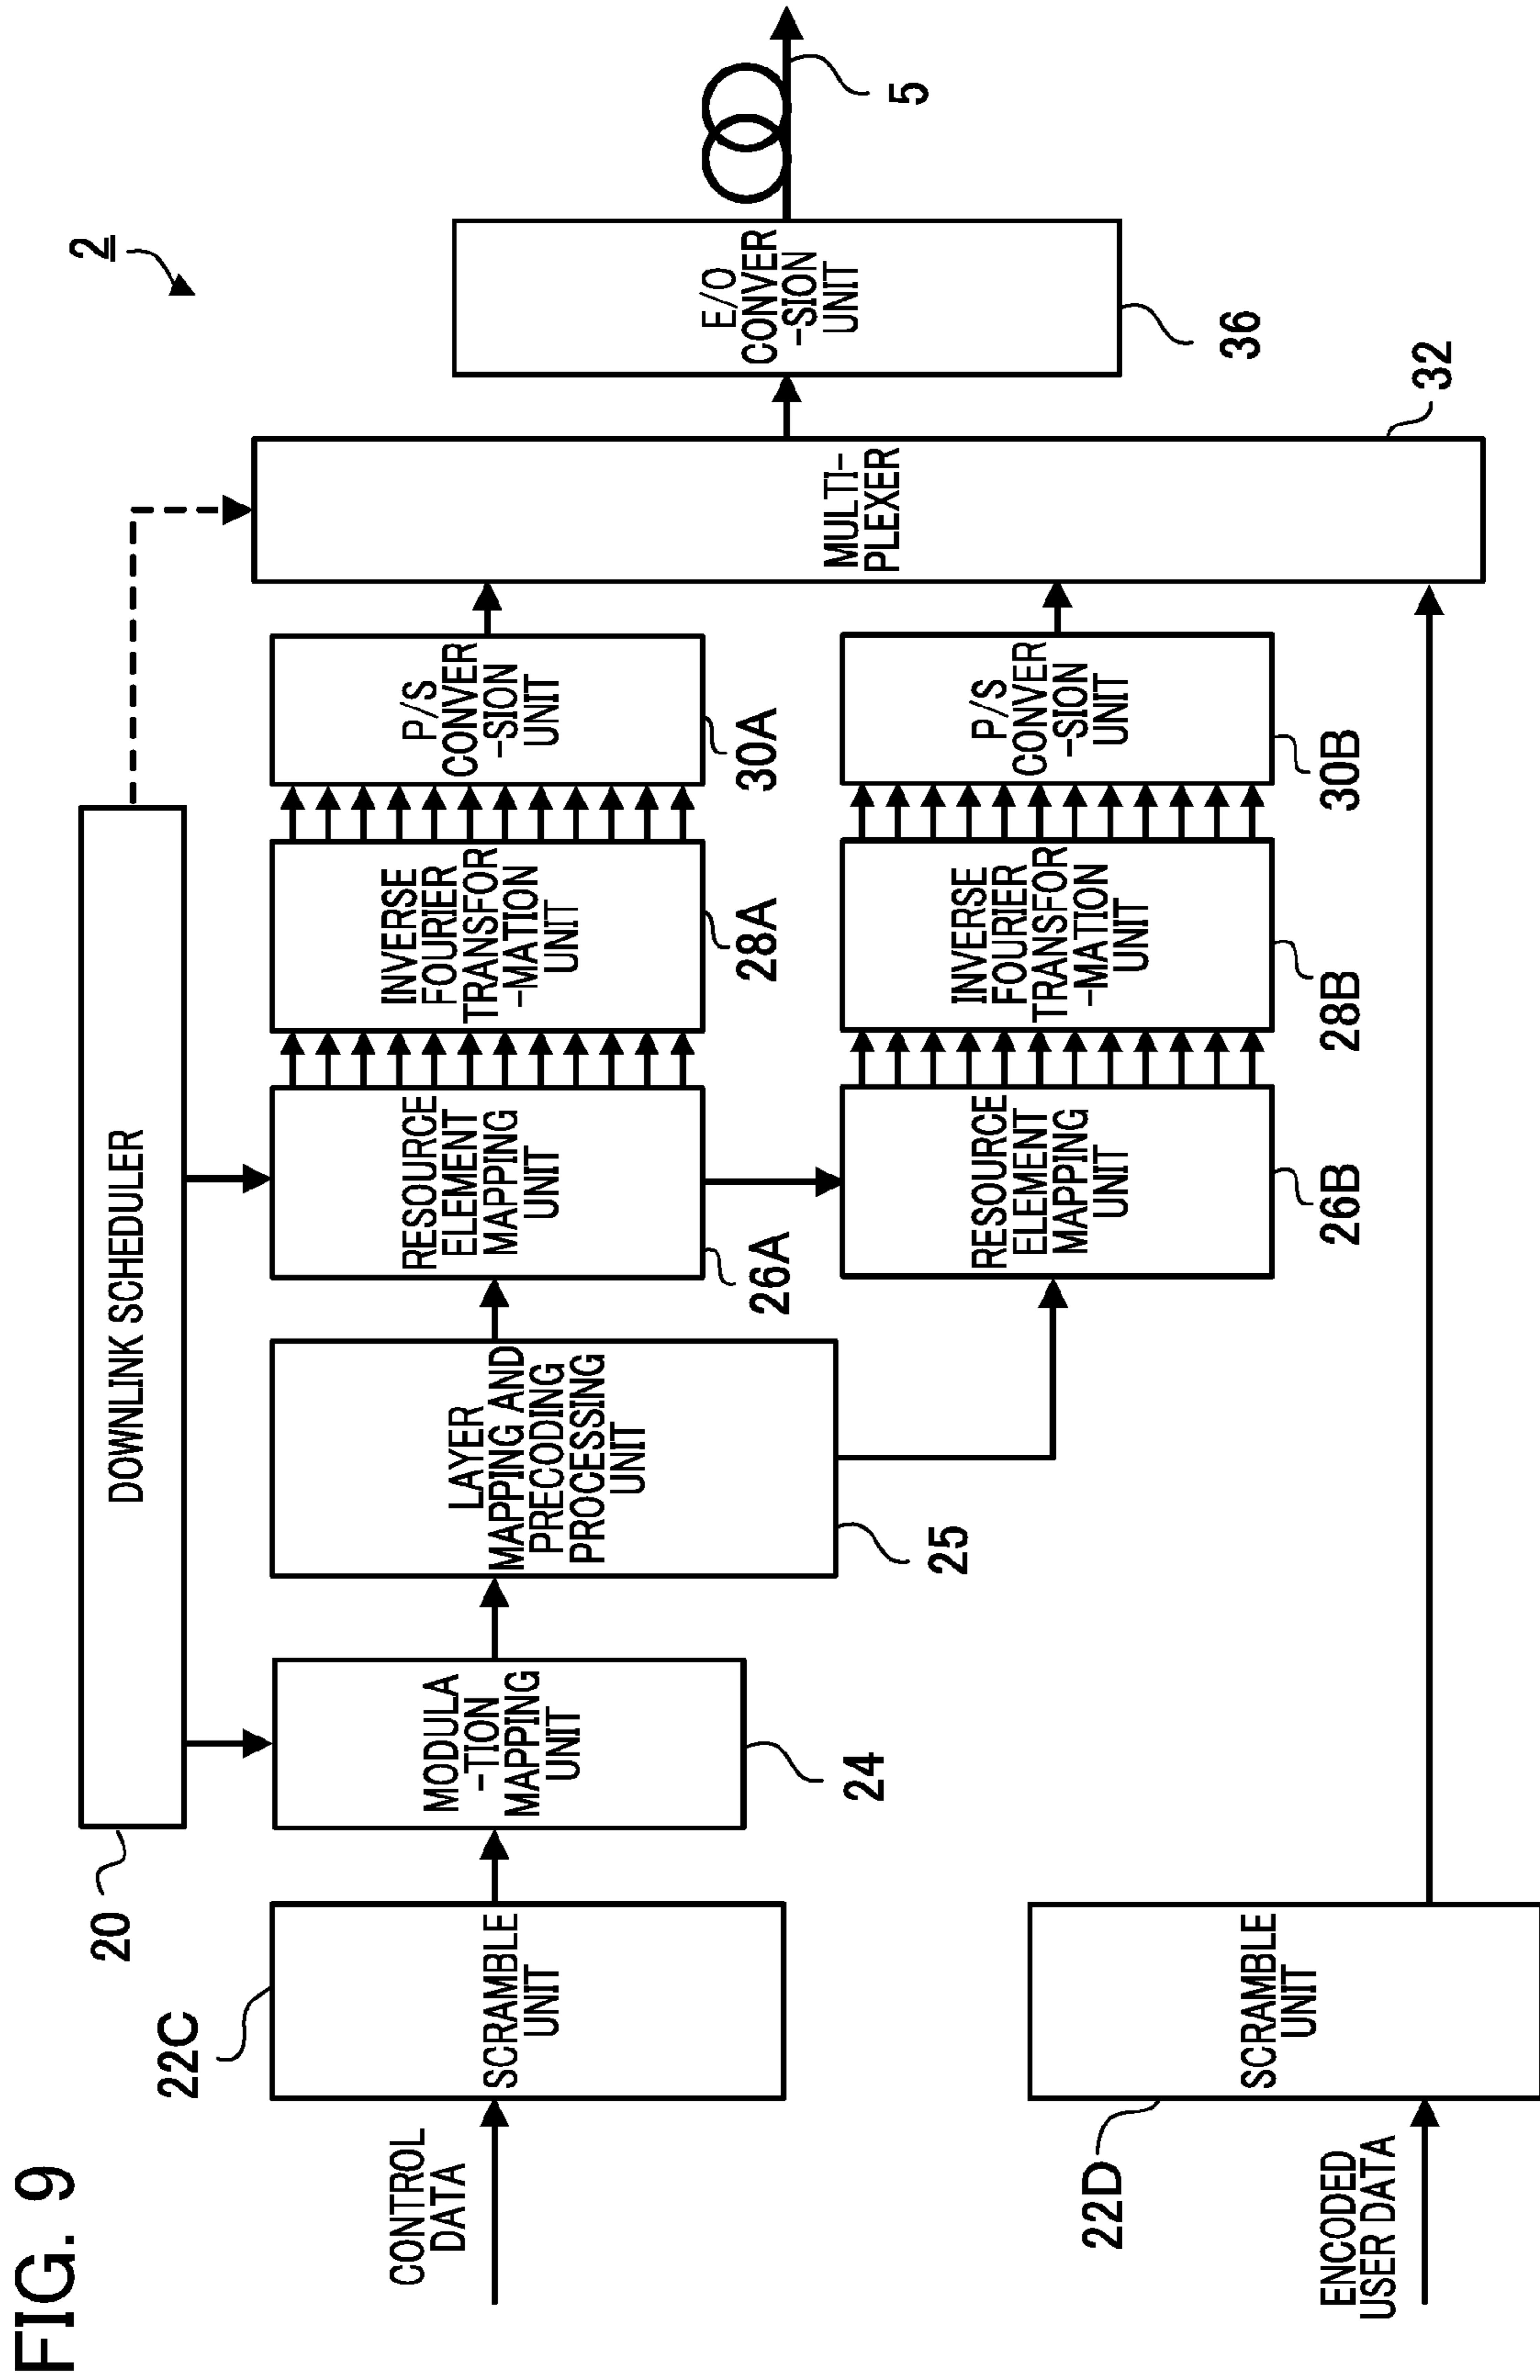 FIG. 9
2
20
DOWNLINK SCHEDULER
CONTROL
DATA
22C
SCRAMBLE
UNIT
MODULA
-TION
MAPPING
UNIT
24
LAYER
MAPPING AND
PRECODING
PROCESSING
UNIT
25
RESOURCE
ELEMENT
MAPPING
UNIT
26A
INVERSE
FOURIER
TRANSFOR
-MATION
UNIT
28A
P/S
CONVER
-SION
UNIT
30A
MULTI-
PLEXER
32
E/O
CONVER
-SION
UNIT
36
5
RESOURCE
ELEMENT
MAPPING
UNIT
26B
INVERSE
FOURIER
TRANSFOR
-MATION
UNIT
28B
P/S
CONVER
-SION
UNIT
30B
ENCODED
USER DATA
22D
SCRAMBLE
UNIT